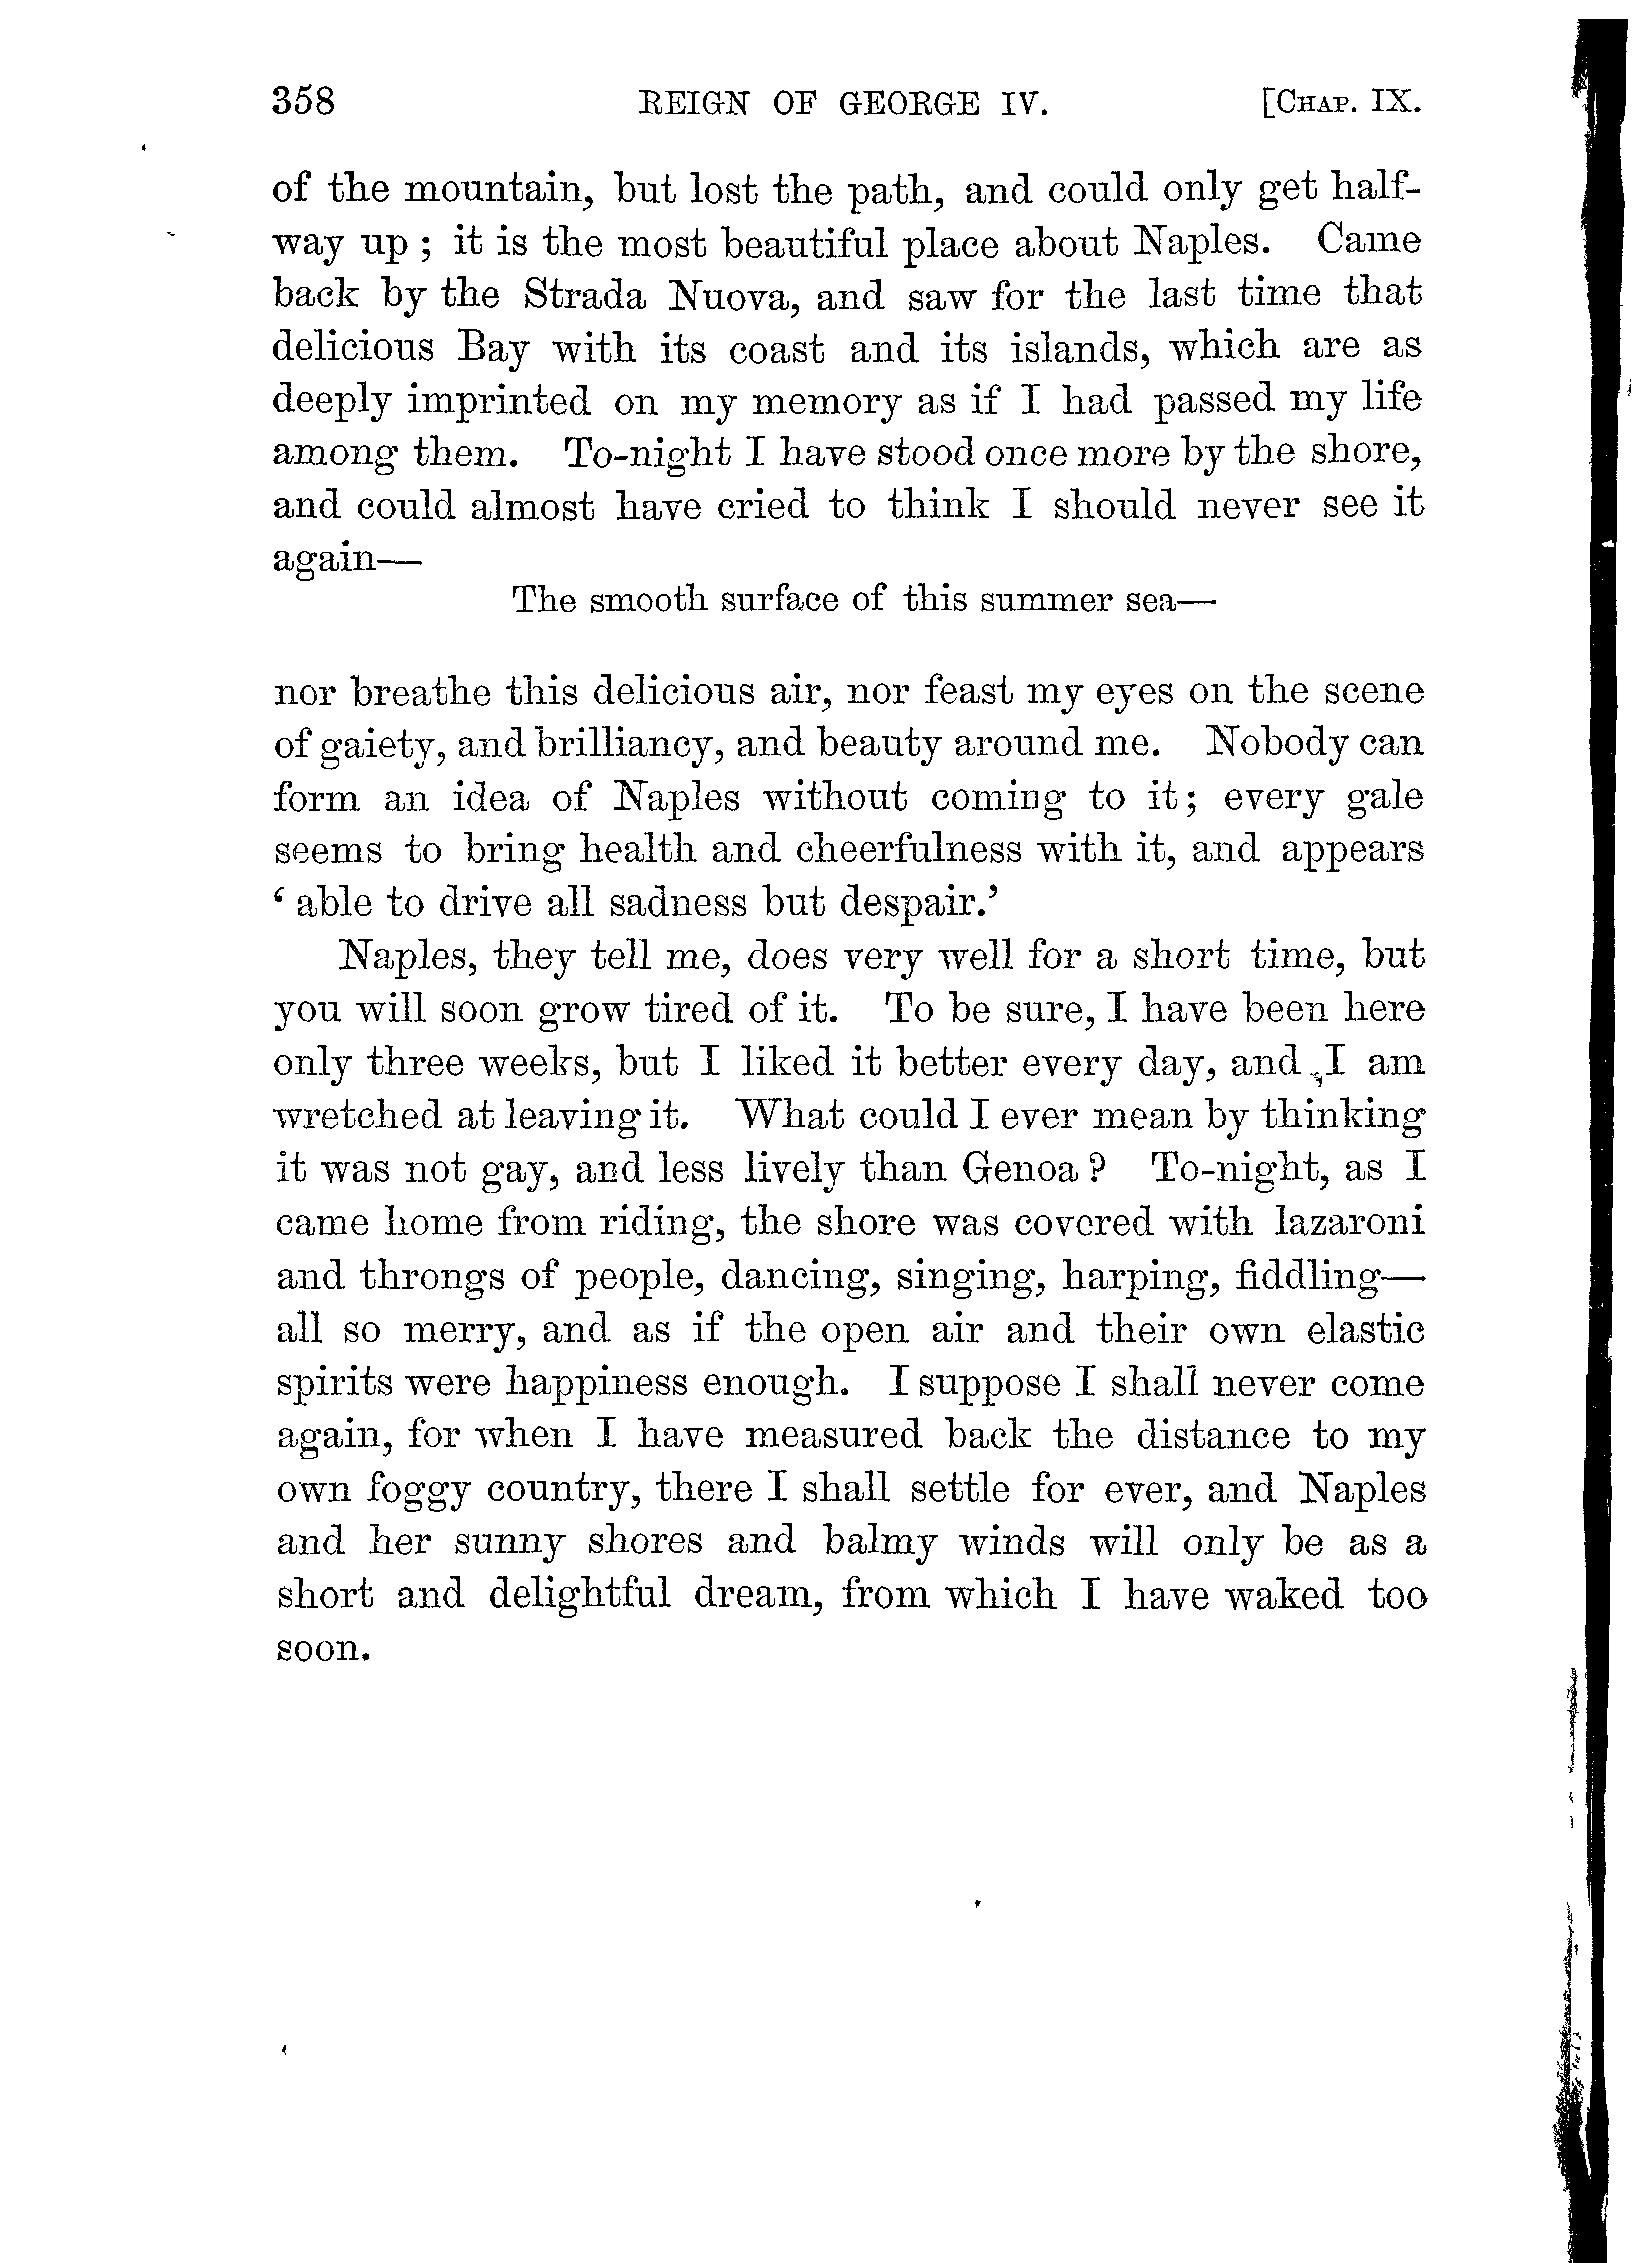 358 REIGN OF GEORGE IV. [CHAP. IX.
of the mountain, but lost the path, and could only get half-
way up ; it is the most beautiful place about Naples. Came
back by the Strada Nuova, and saw for the last time that
delicious Bay with its coast and its islands, which are as
deeply imprinted on my memory as if I had passed my life
among them. To-night I have stood once more by the shore,
and could almost have cried to think I should never see it
again—
The smooth surface of this summer sea—
nor breathe this delicious air, nor feast my eyes on the scene
of gaiety, and brilliancy, and beauty around me. Nobody can
form an idea of Naples without coming to it; every gale
seems to bring health and cheerfulness with it, and appears
‘ able to drive all sadness but despair.’
Naples, they tell me, does very well for a short time, but
you will soon grow tired of it. To be sure, I have been here
only three weeks, but I liked it better every day, and I am
wretched at leaving it. What could I ever mean by thinking
it was not gay, and less lively than Genoa? To-night, as I
came home from riding, the shore was covered with lazaroni
and throngs of people, dancing, singing, harping, fiddling—
all so merry, and as if the open air and their own elastic
spirits were happiness enough. I suppose I shall never come
again, for when I have measured back the distance to my
own foggy country, there I shall settle for ever, and Naples
and her sunny shores and balmy winds will only be as a
short and delightful dream, from which I have waked too
soon.